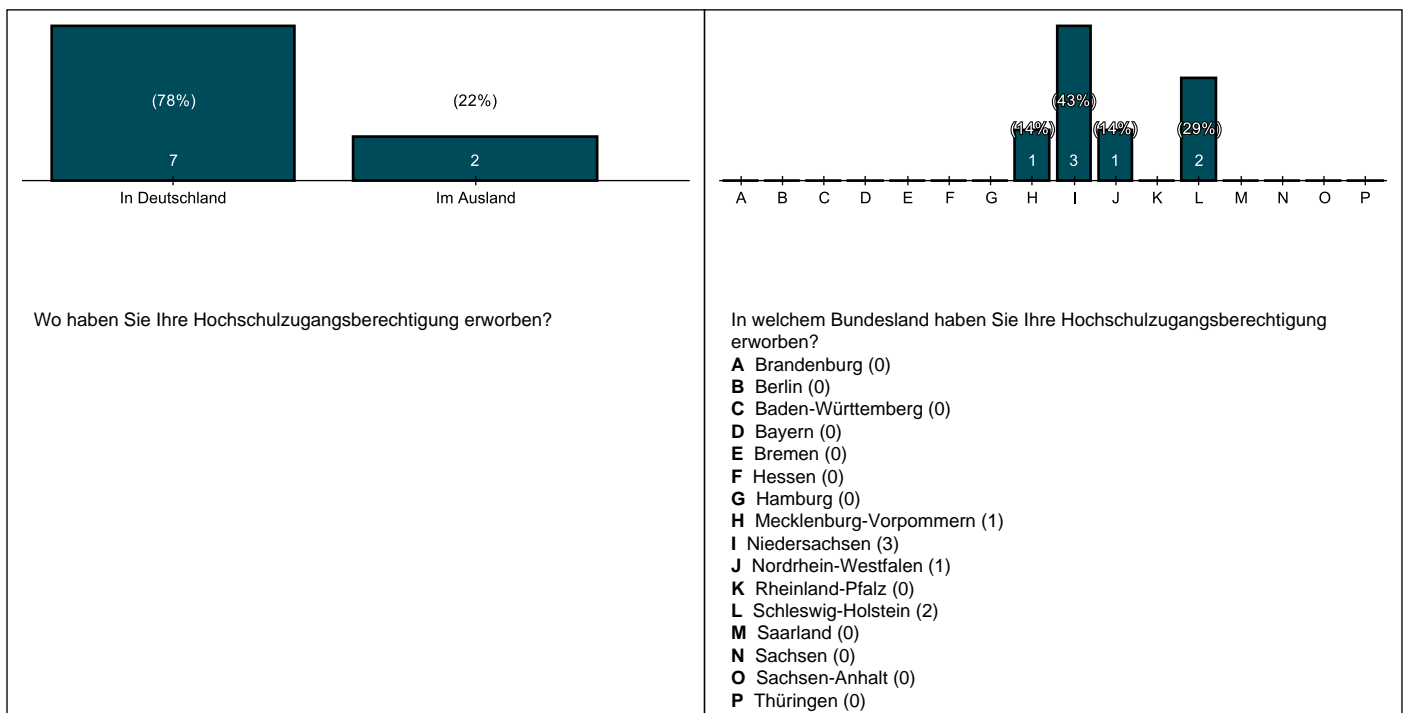 (78%)
(22%)
7
2
In Deutschland
Im Ausland
Wo haben Sie Ihre Hochschulzugangsberechtigung erworben?
(14%)
(43%)
(14%)
(29%)
1
3
1
2
A B C D E F G H I J K L M N O P
In welchem Bundesland haben Sie Ihre Hochschulzugangsberechtigung
erworben?
A Brandenburg (0)
B Berlin (0)
C Baden-Württemberg (0)
D Bayern (0)
E Bremen (0)
F Hessen (0)
G Hamburg (0)
H Mecklenburg-Vorpommern (1)
I Niedersachsen (3)
J Nordrhein-Westfalen (1)
K Rheinland-Pfalz (0)
L Schleswig-Holstein (2)
M Saarland (0)
N Sachsen (0)
O Sachsen-Anhalt (0)
P Thüringen (0)